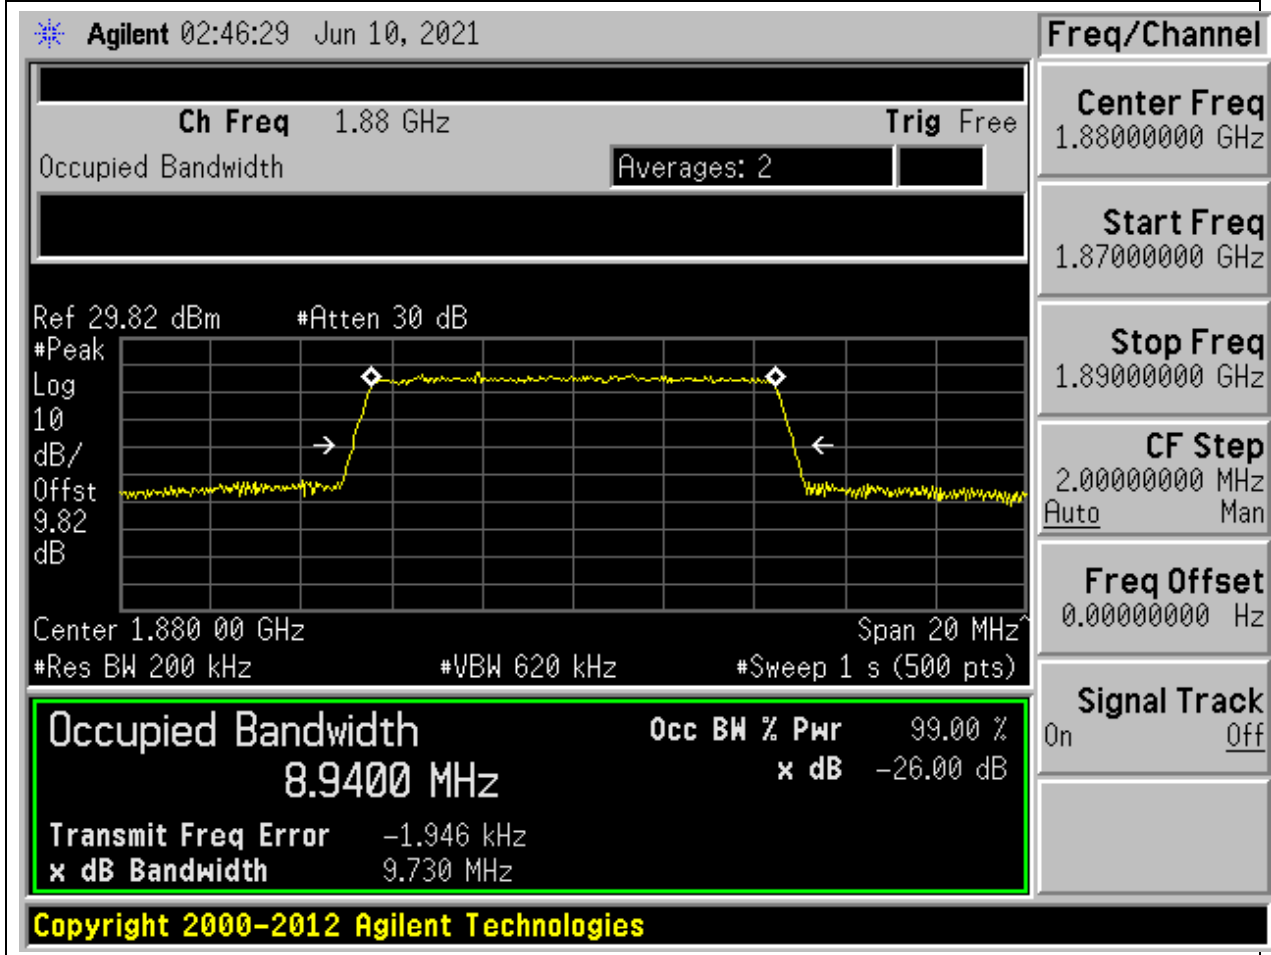 Agilent 02:46:29 Jun 10, 2021
Freq/Channel
Ch Freq 1.88 GHz Trig Free
Occupied Bandwidth Averages: 2
Center Freq
1.88000000 GHz
Start Freq
1.87000000 GHz
Stop Freq
1.89000000 GHz
CF Step
2.00000000 MHz
Auto Man
Freq Offset
0.00000000 Hz
Signal Track
On Off
Ref 29.82 dBm #Atten 30 dB
#Peak
Log
10
dB/
Offst
9.82
dB
Center 1.880 00 GHz Span 20 MHz^
#Res BW 200 kHz #VBW 620 kHz #Sweep 1 s (500 pts)
Occupied Bandwidth
8.9400 MHz
Occ BW % Pwr 99.00 %
x dB -26.00 dB
Transmit Freq Error -1.946 kHz
x dB Bandwidth 9.730 MHz
Copyright 2000-2012 Agilent Technologies